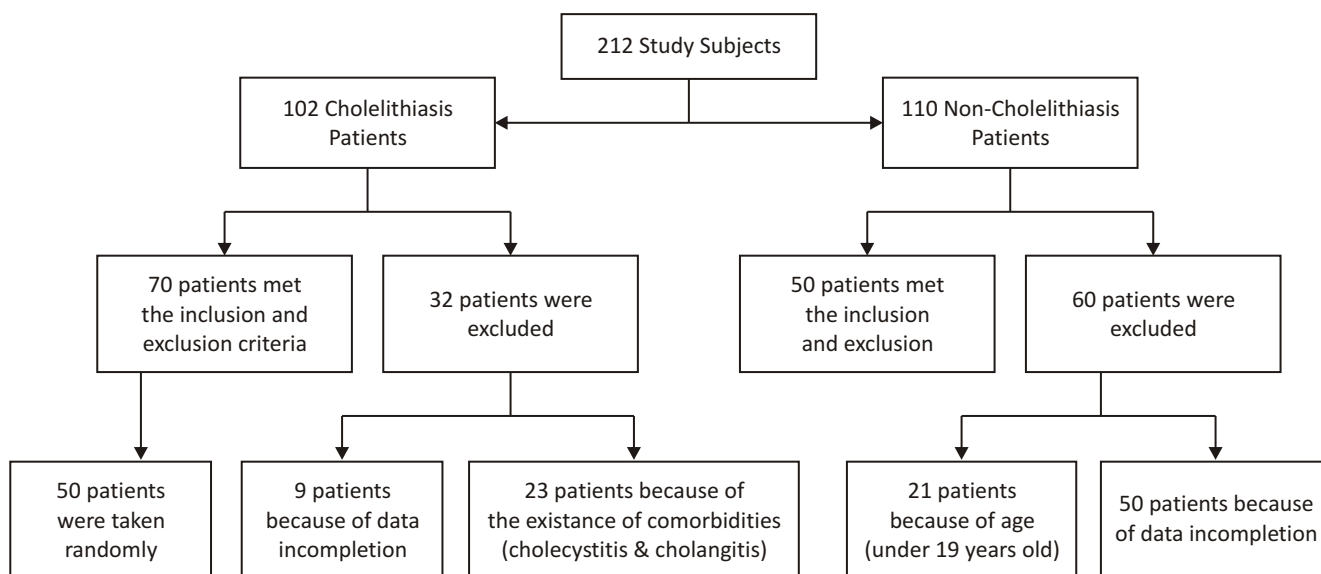 212 Study Subjects
102 Cholelithiasis
Patients
110 Non-Cholelithiasis
Patients
70 patients met
the inclusion and
exclusion criteria
32 patients were
excluded
50 patients met
the inclusion
and exclusion
60 patients were
excluded
50 patients
were taken
randomly
9 patients
because of data
incompletion
23 patients because of
the existance of comorbidities
(cholecystitis & cholangitis)
21 patients
because of age
(under 19 years old)
50 patients because
of data incompletion